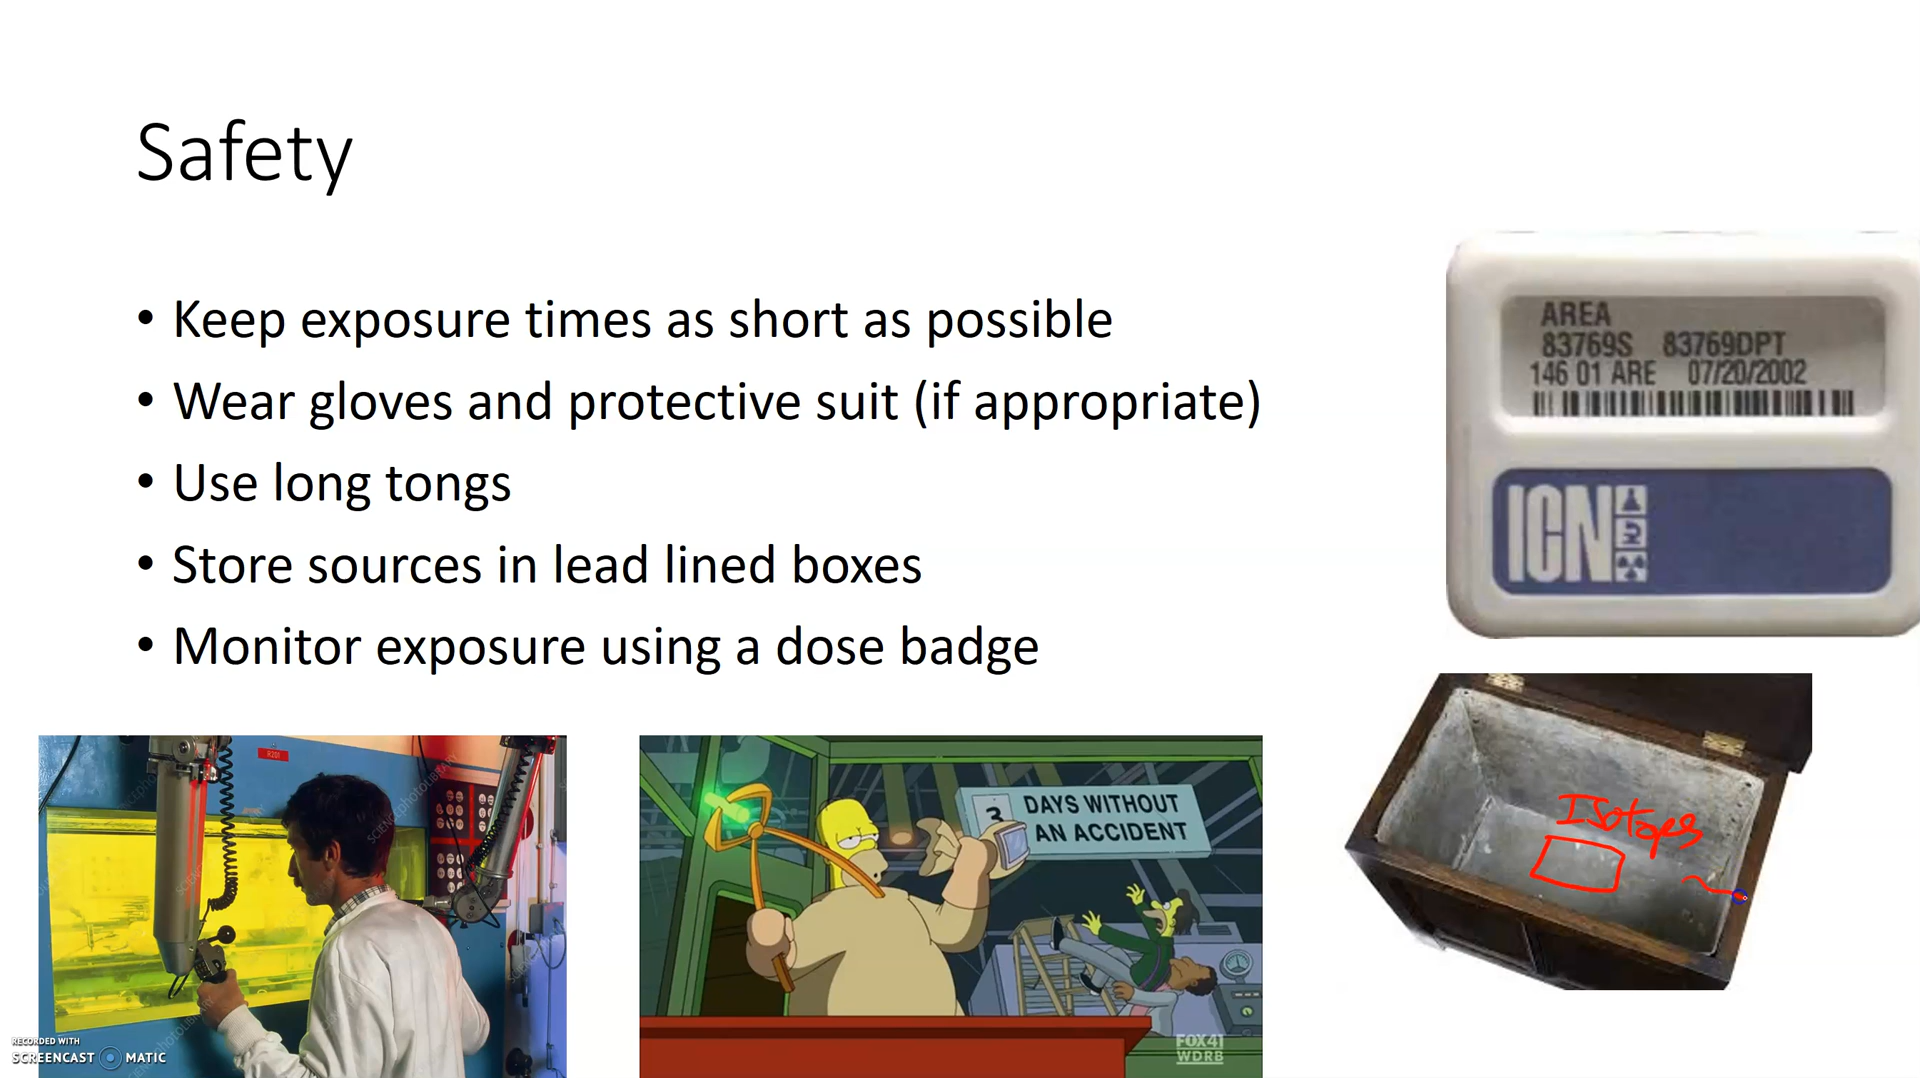 Safety
• Keep exposure times as short as possible
• Wear gloves and protective suit (if appropriate)
• Use long tongs
• Store sources in lead lined boxes
• Monitor exposure using a dose badge
AREA
83769S 83769DPT
146 01 ARE 07/20/2002
ICN
R201
3 DAYS WITHOUT
AN ACCIDENT
FOX41
WDRB
Isotopes
RECORDED WITH
SCREENCAST MATIC